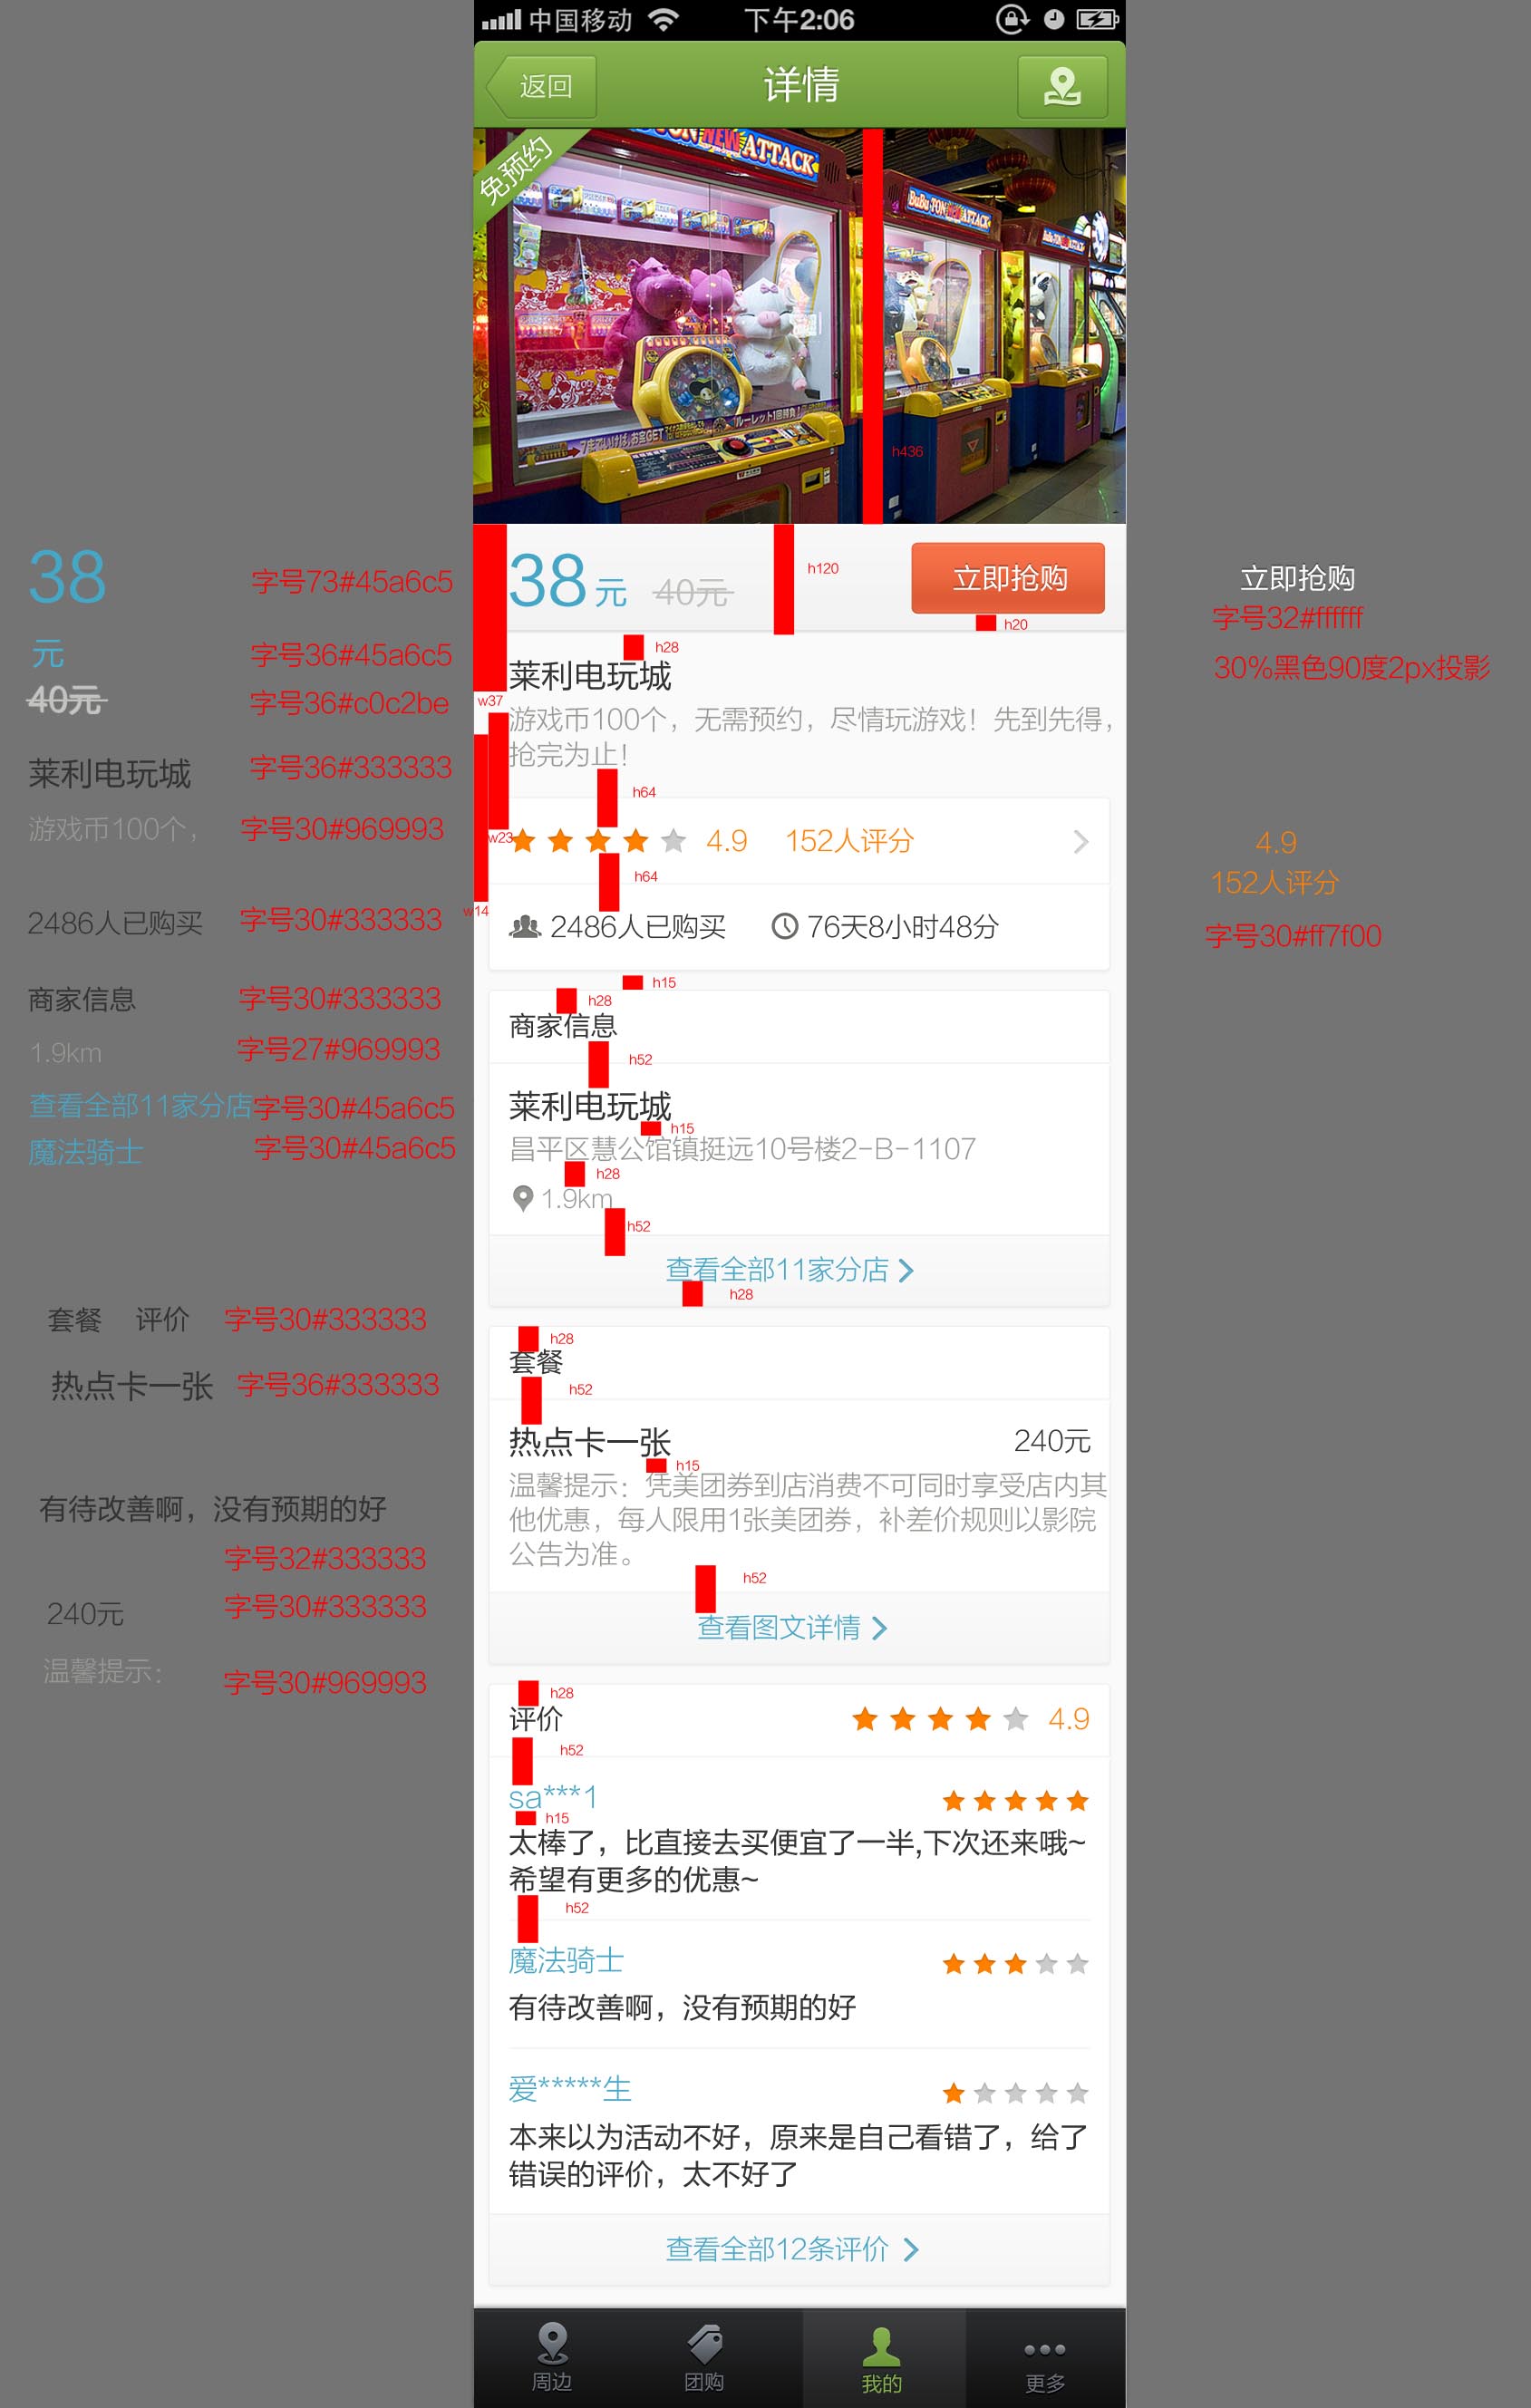 中国移动
下午2:06
返回
详情
免预约
NEW ATTACK
BuBu TON NEW ATTACK
h436
38元
40元
h120
立即抢购
h20
h28
莱利电玩城
w37
游戏币100个，无需预约，尽情玩游戏！先到先得，
抢完为止！
h64
w23
4.9
152人评分
h64
w14
2486人已购买
76天8小时48分
h15
h28
商家信息
h52
莱利电玩城
h15
昌平区慧公馆镇挺远10号楼2-B-1107
h28
1.9km
h52
查看全部11家分店
h28
h28
套餐
h52
热点卡一张
240元
h15
温馨提示：凭美团券到店消费不可同时享受店内其
他优惠，每人限用1张美团券，补差价规则以影院
公告为准。
h52
查看图文详情
h28
评价
4.9
h52
sa***1
h15
太棒了，比直接去买便宜了一半,下次还来哦~
希望有更多的优惠~
h52
魔法骑士
有待改善啊，没有预期的好
爱*****生
本来以为活动不好，原来是自己看错了，给了
错误的评价，太不好了
查看全部12条评价
周边
团购
我的
更多
38
字号73#45a6c5
元
字号36#45a6c5
40元
字号36#c0c2be
莱利电玩城
字号36#333333
游戏币100个，
字号30#969993
2486人已购买
字号30#333333
商家信息
字号30#333333
1.9km
字号27#969993
查看全部11家分店
字号30#45a6c5
魔法骑士
字号30#45a6c5
套餐
评价
字号30#333333
热点卡一张
字号36#333333
有待改善啊，没有预期的好
字号32#333333
240元
字号30#333333
温馨提示：
字号30#969993
立即抢购
字号32#ffffff
30%黑色90度2px投影
4.9
152人评分
字号30#ff7f00